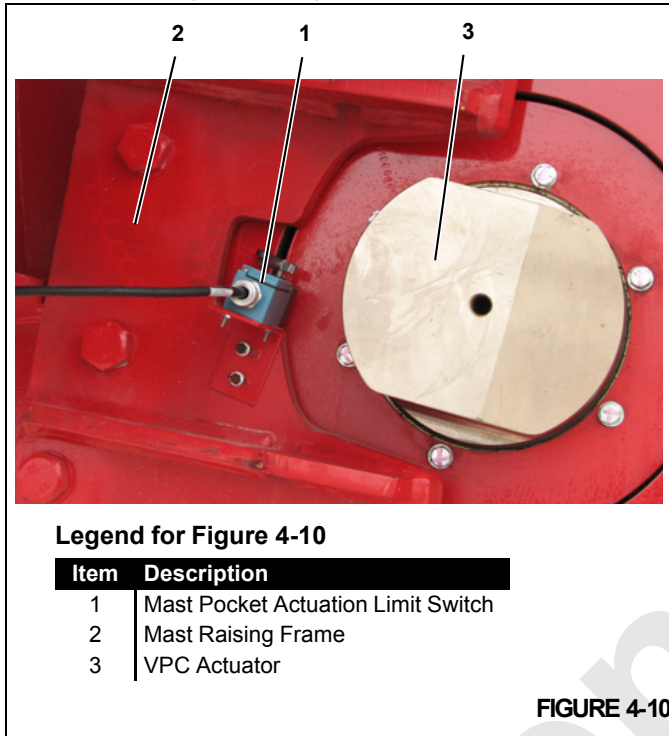 2 1 3
Legend for Figure 4-10
Item Description
1 Mast Pocket Actuation Limit Switch
2 Mast Raising Frame
3 VPC Actuator
FIGURE 4-10